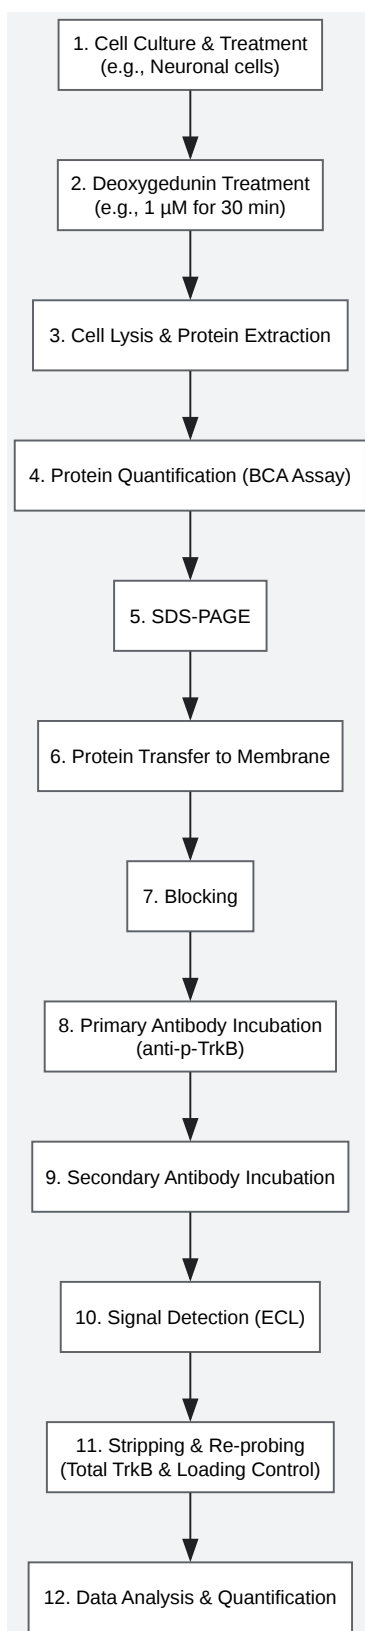 1. Cell Culture & Treatment
(e.g., Neuronal cells)
2. Deoxygedunin Treatment
(e.g., 1 µM for 30 min)
3. Cell Lysis & Protein Extraction
4. Protein Quantification (BCA Assay)
5. SDS-PAGE
6. Protein Transfer to Membrane
7. Blocking
8. Primary Antibody Incubation
(anti-p-TrkB)
9. Secondary Antibody Incubation
10. Signal Detection (ECL)
11. Stripping & Re-probing
(Total TrkB & Loading Control)
12. Data Analysis & Quantification